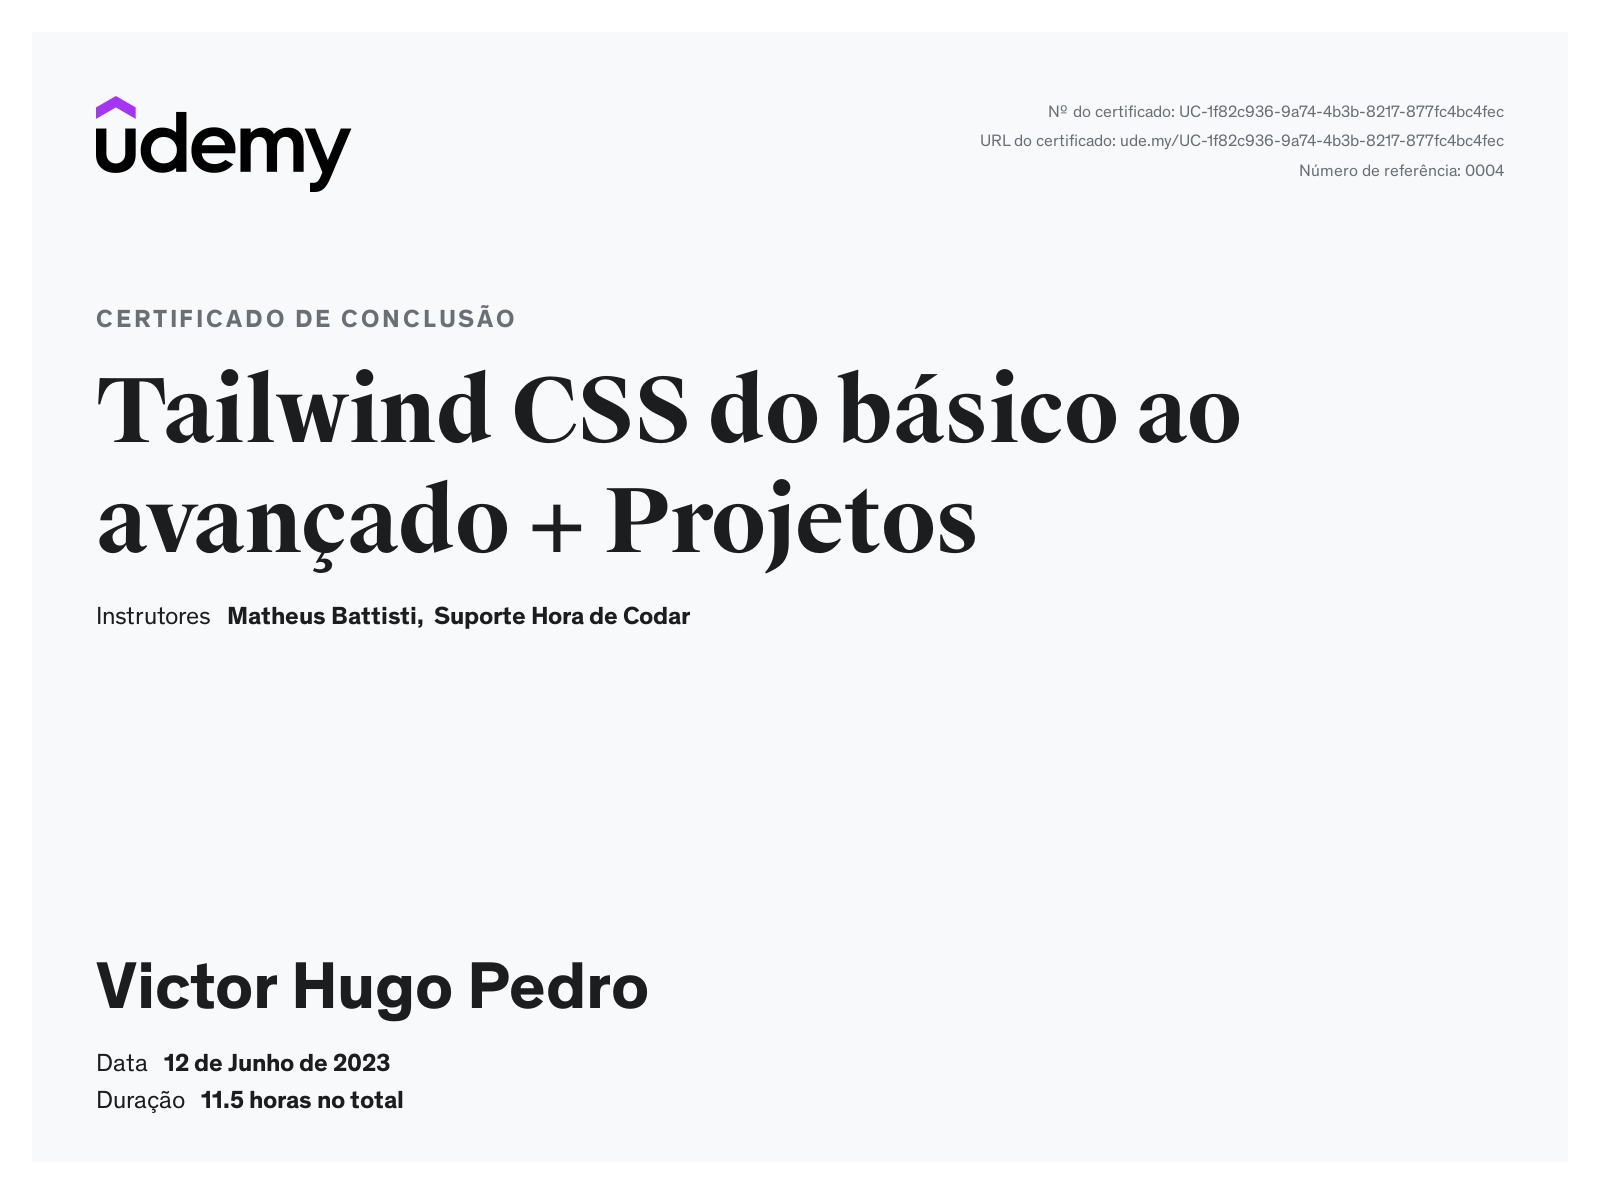 udemy
Nº do certificado: UC-1f82c936-9a74-4b3b-8217-877fc4bc4fec
URL do certificado: ude.my/UC-1f82c936-9a74-4b3b-8217-877fc4bc4fec
Número de referência: 0004
CERTIFICADO DE CONCLUSÃO
Tailwind CSS do básico ao
avançado + Projetos
Instrutores Matheus Battisti, Suporte Hora de Codar
Victor Hugo Pedro
Data 12 de Junho de 2023
Duração 11.5 horas no total